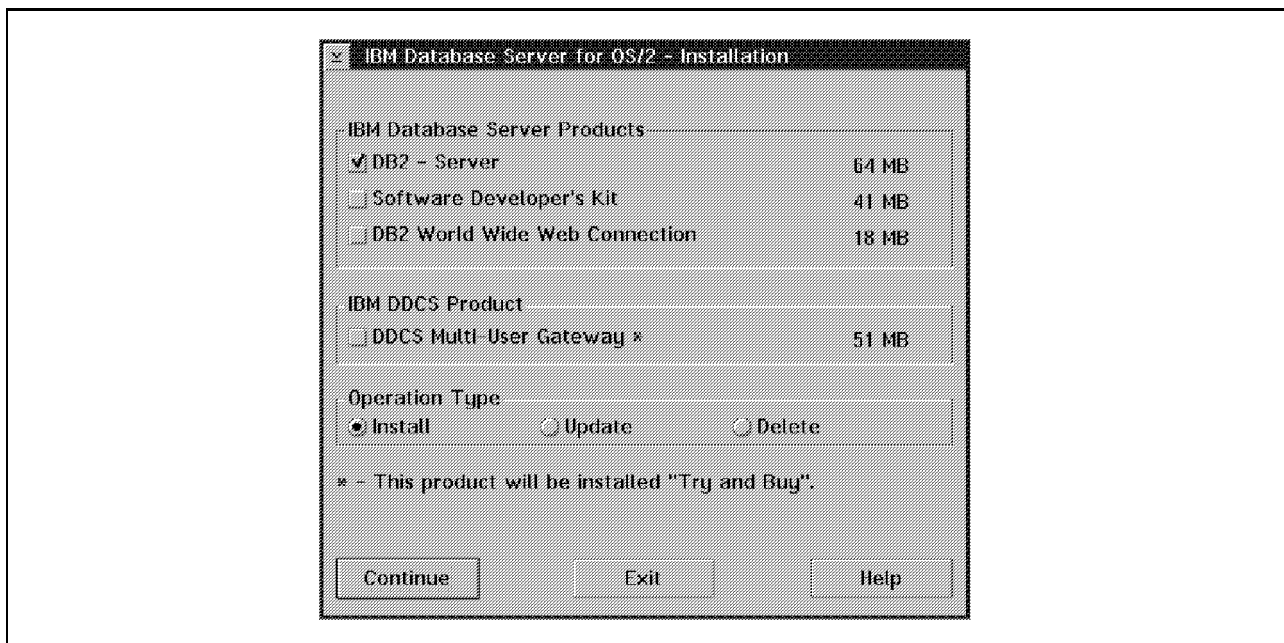 IBM Database Server for OS/2 - Installation
IBM Database Server Products
DB2 - Server 64 MB
Software Developer's Kit 41 MB
DB2 World Wide Web Connection 18 MB
IBM DDCS Product
DDCS Multi-User Gateway * 51 MB
Operation Type
Install Update Delete
* - This product will be installed "Try and Buy".
Continue Exit Help